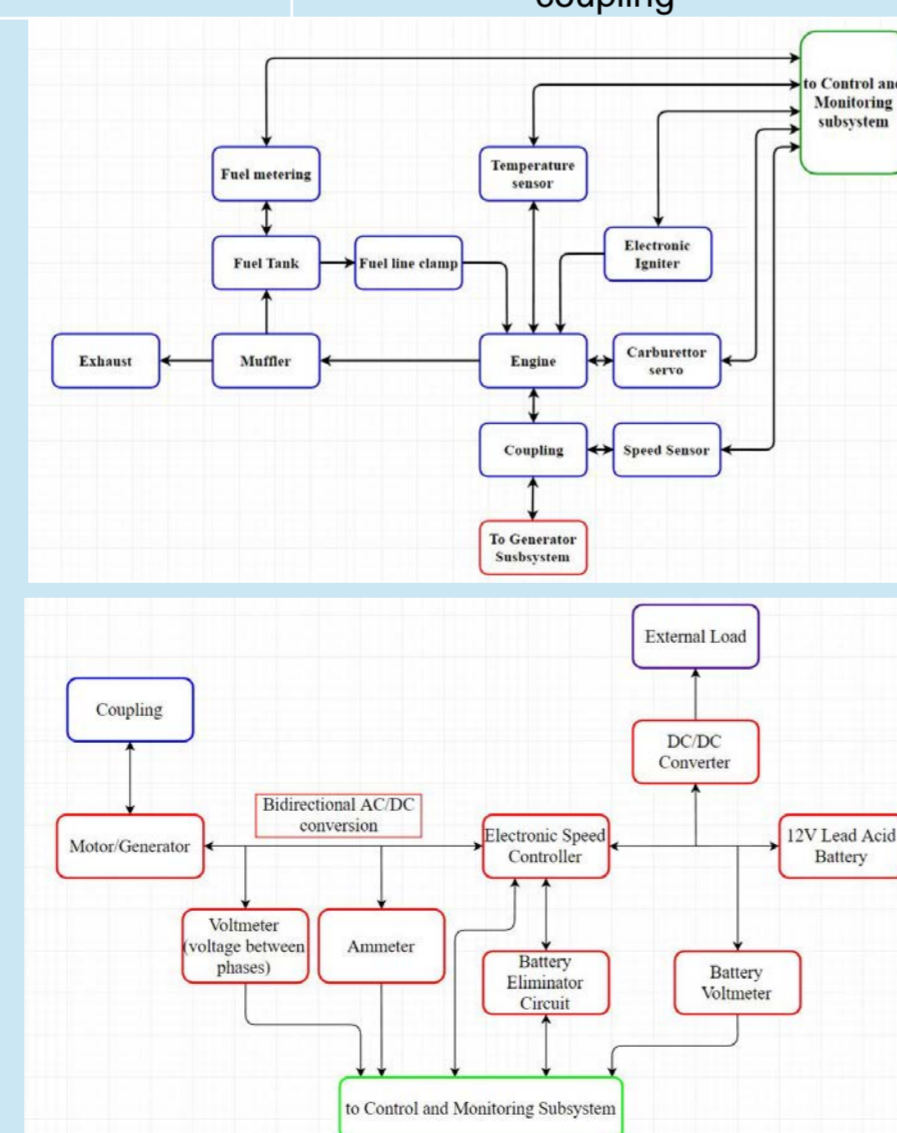 coupling
to Control and
Monitoring
subsystem
Fuel metering
Temperature
sensor
Electronic
Igniter
Fuel Tank
Fuel line clamp
Exhaust
Muffler
Engine
Carburettor
servo
Coupling
Speed Sensor
To Generator
Susbsystem
External Load
Coupling
DC/DC
Converter
Bidirectional AC/DC
conversion
Motor/Generator
Electronic Speed
Controller
12V Lead Acid
Battery
Voltmeter
(voltage between
phases)
Ammeter
Battery
Eliminator
Circuit
Battery
Voltmeter
to Control and Monitoring Subsystem